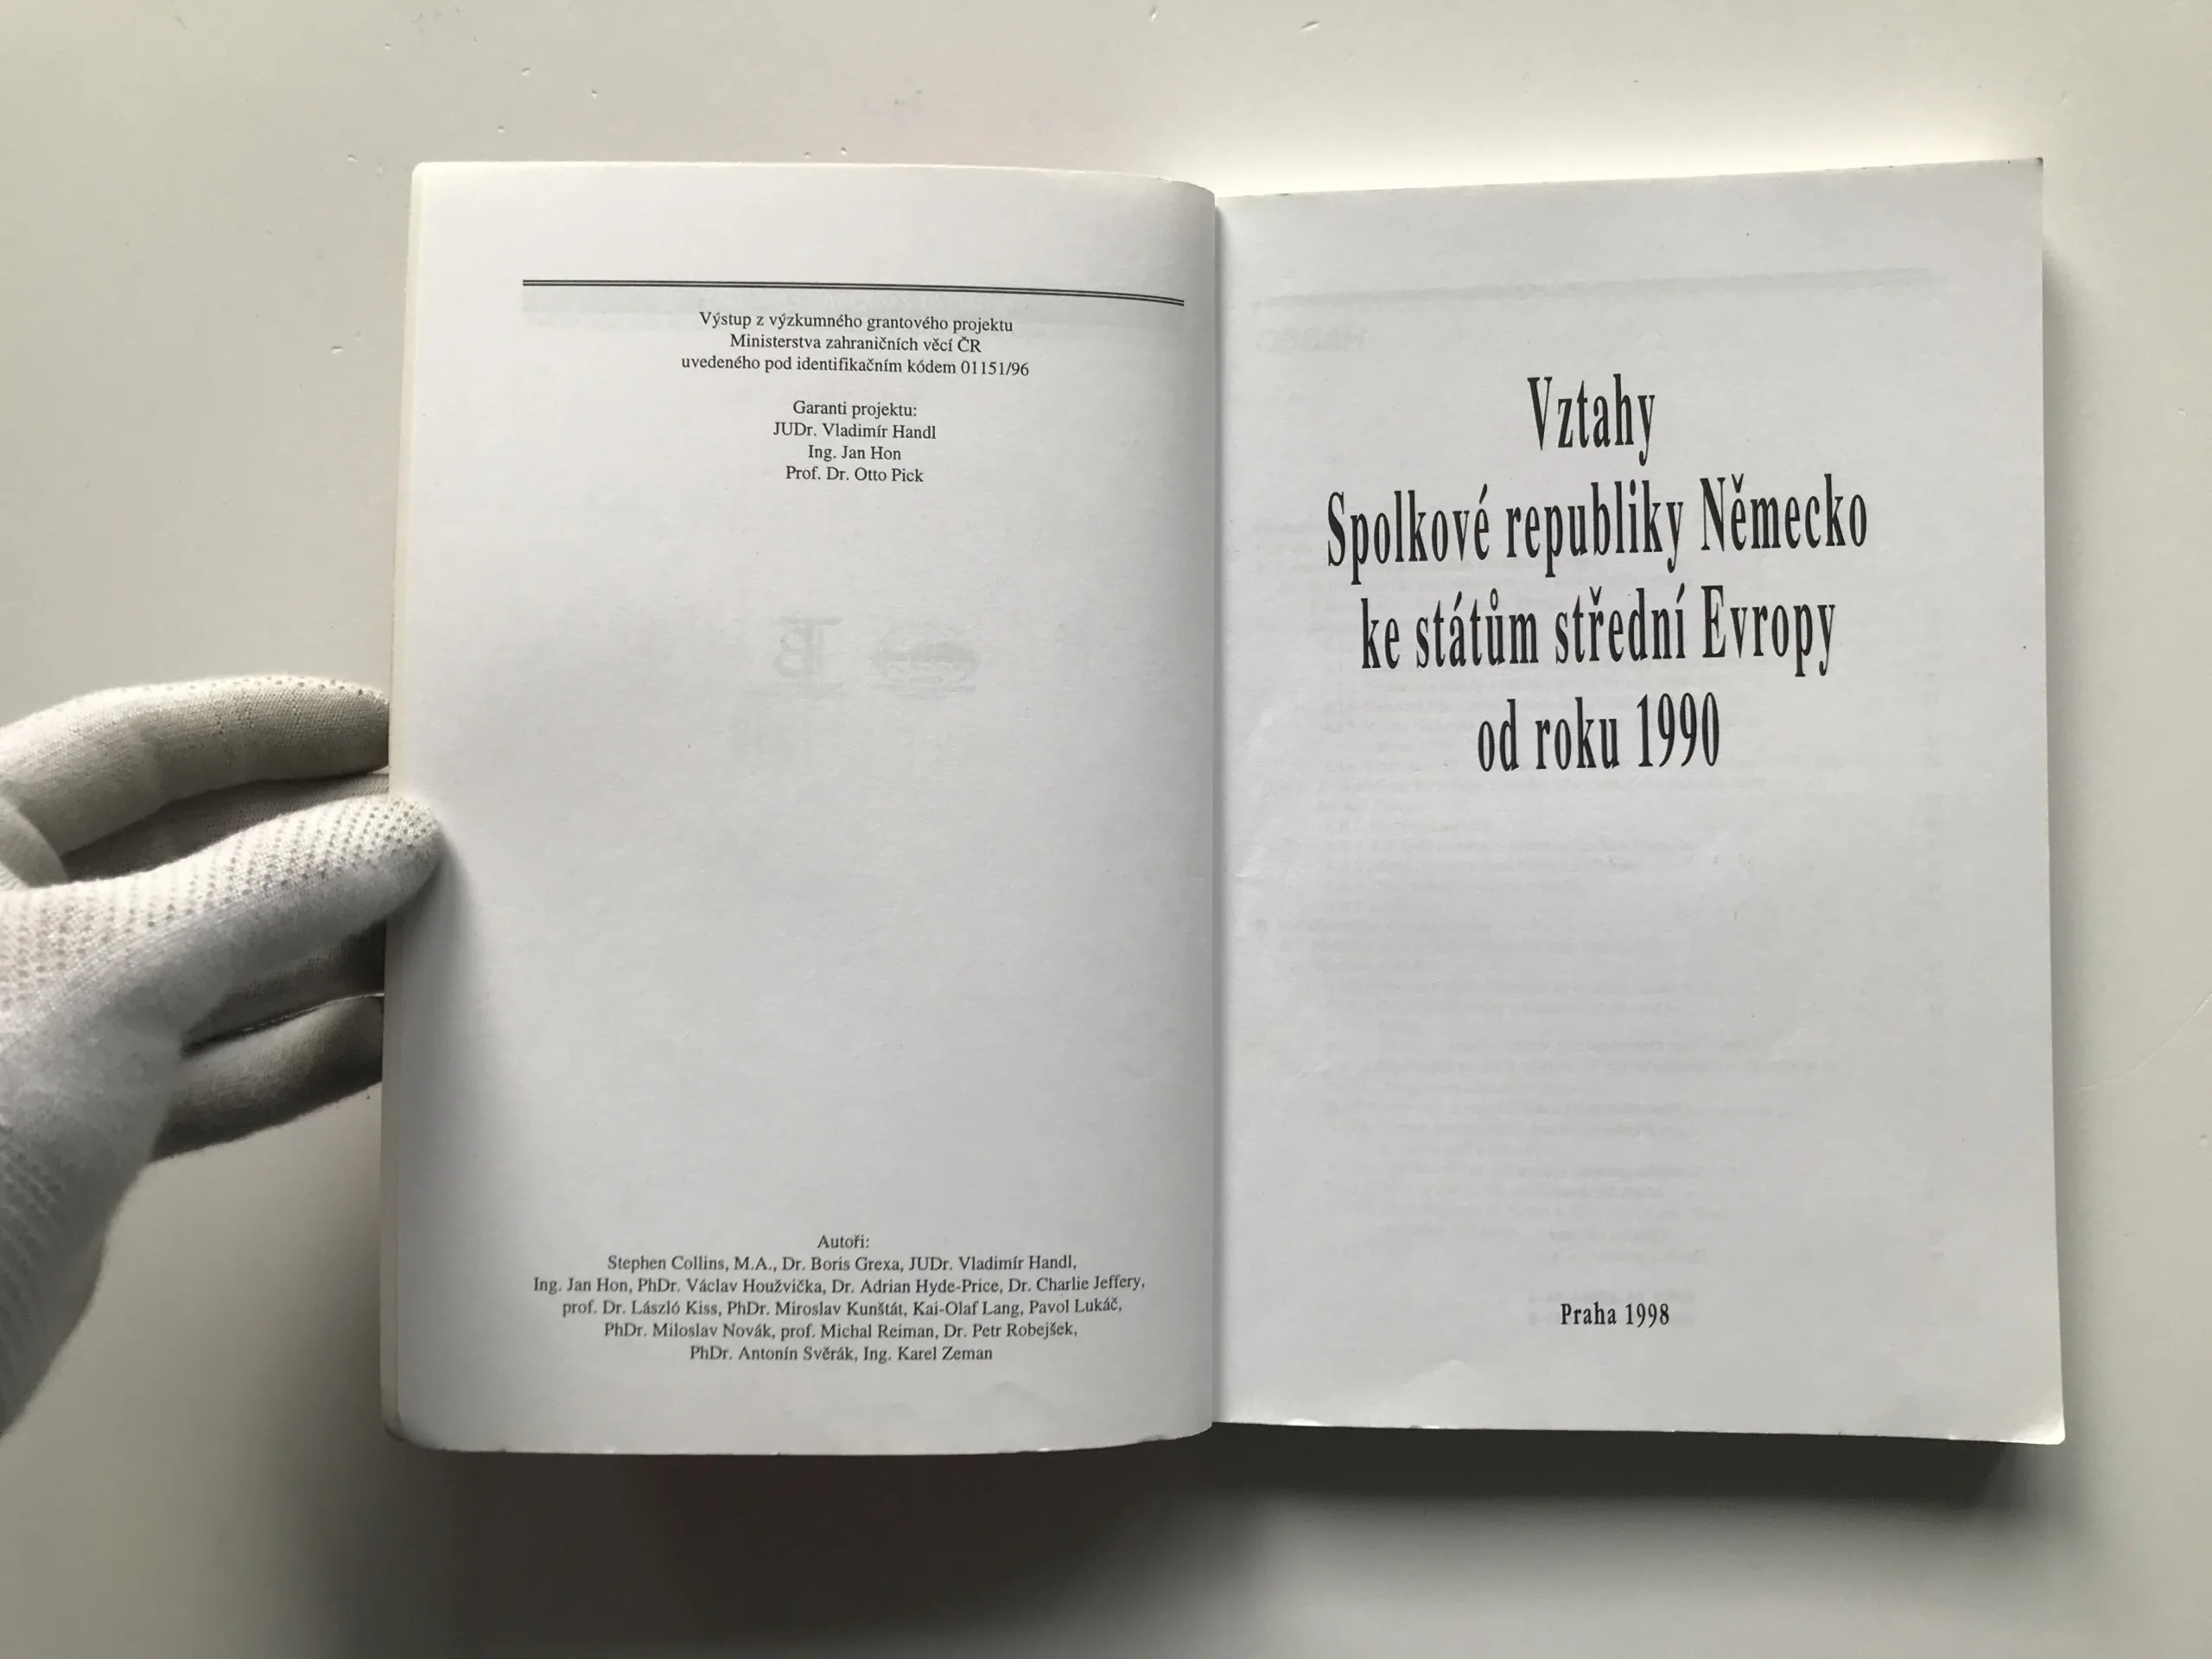 Výstup z výzkumného grantového projektu
Ministerstva zahraničních věcí ČR
uvedeného pod identifikačním kódem 01151/96
Garanti projektu:
JUDr. Vladimír Handl
Ing. Jan Hon
Prof. Dr. Otto Pick
Autoři:
Stephen Collins, M.A., Dr. Boris Grexa, JUDr. Vladimír Handl,
Ing. Jan Hon, PhDr. Václav Houžvička, Dr. Adrian Hyde-Price, Dr. Charlie Jeffery,
prof. Dr. László Kiss, PhDr. Miroslav Kunštát, Kai-Olaf Lang, Pavol Lukáč,
PhDr. Miloslav Novák, prof. Michal Reiman, Dr. Petr Robejšek,
PhDr. Antonín Svěrák, Ing. Karel Zeman
Vztahy
Spolkové republiky Německo
ke státům střední Evropy
od roku 1990
Praha 1998